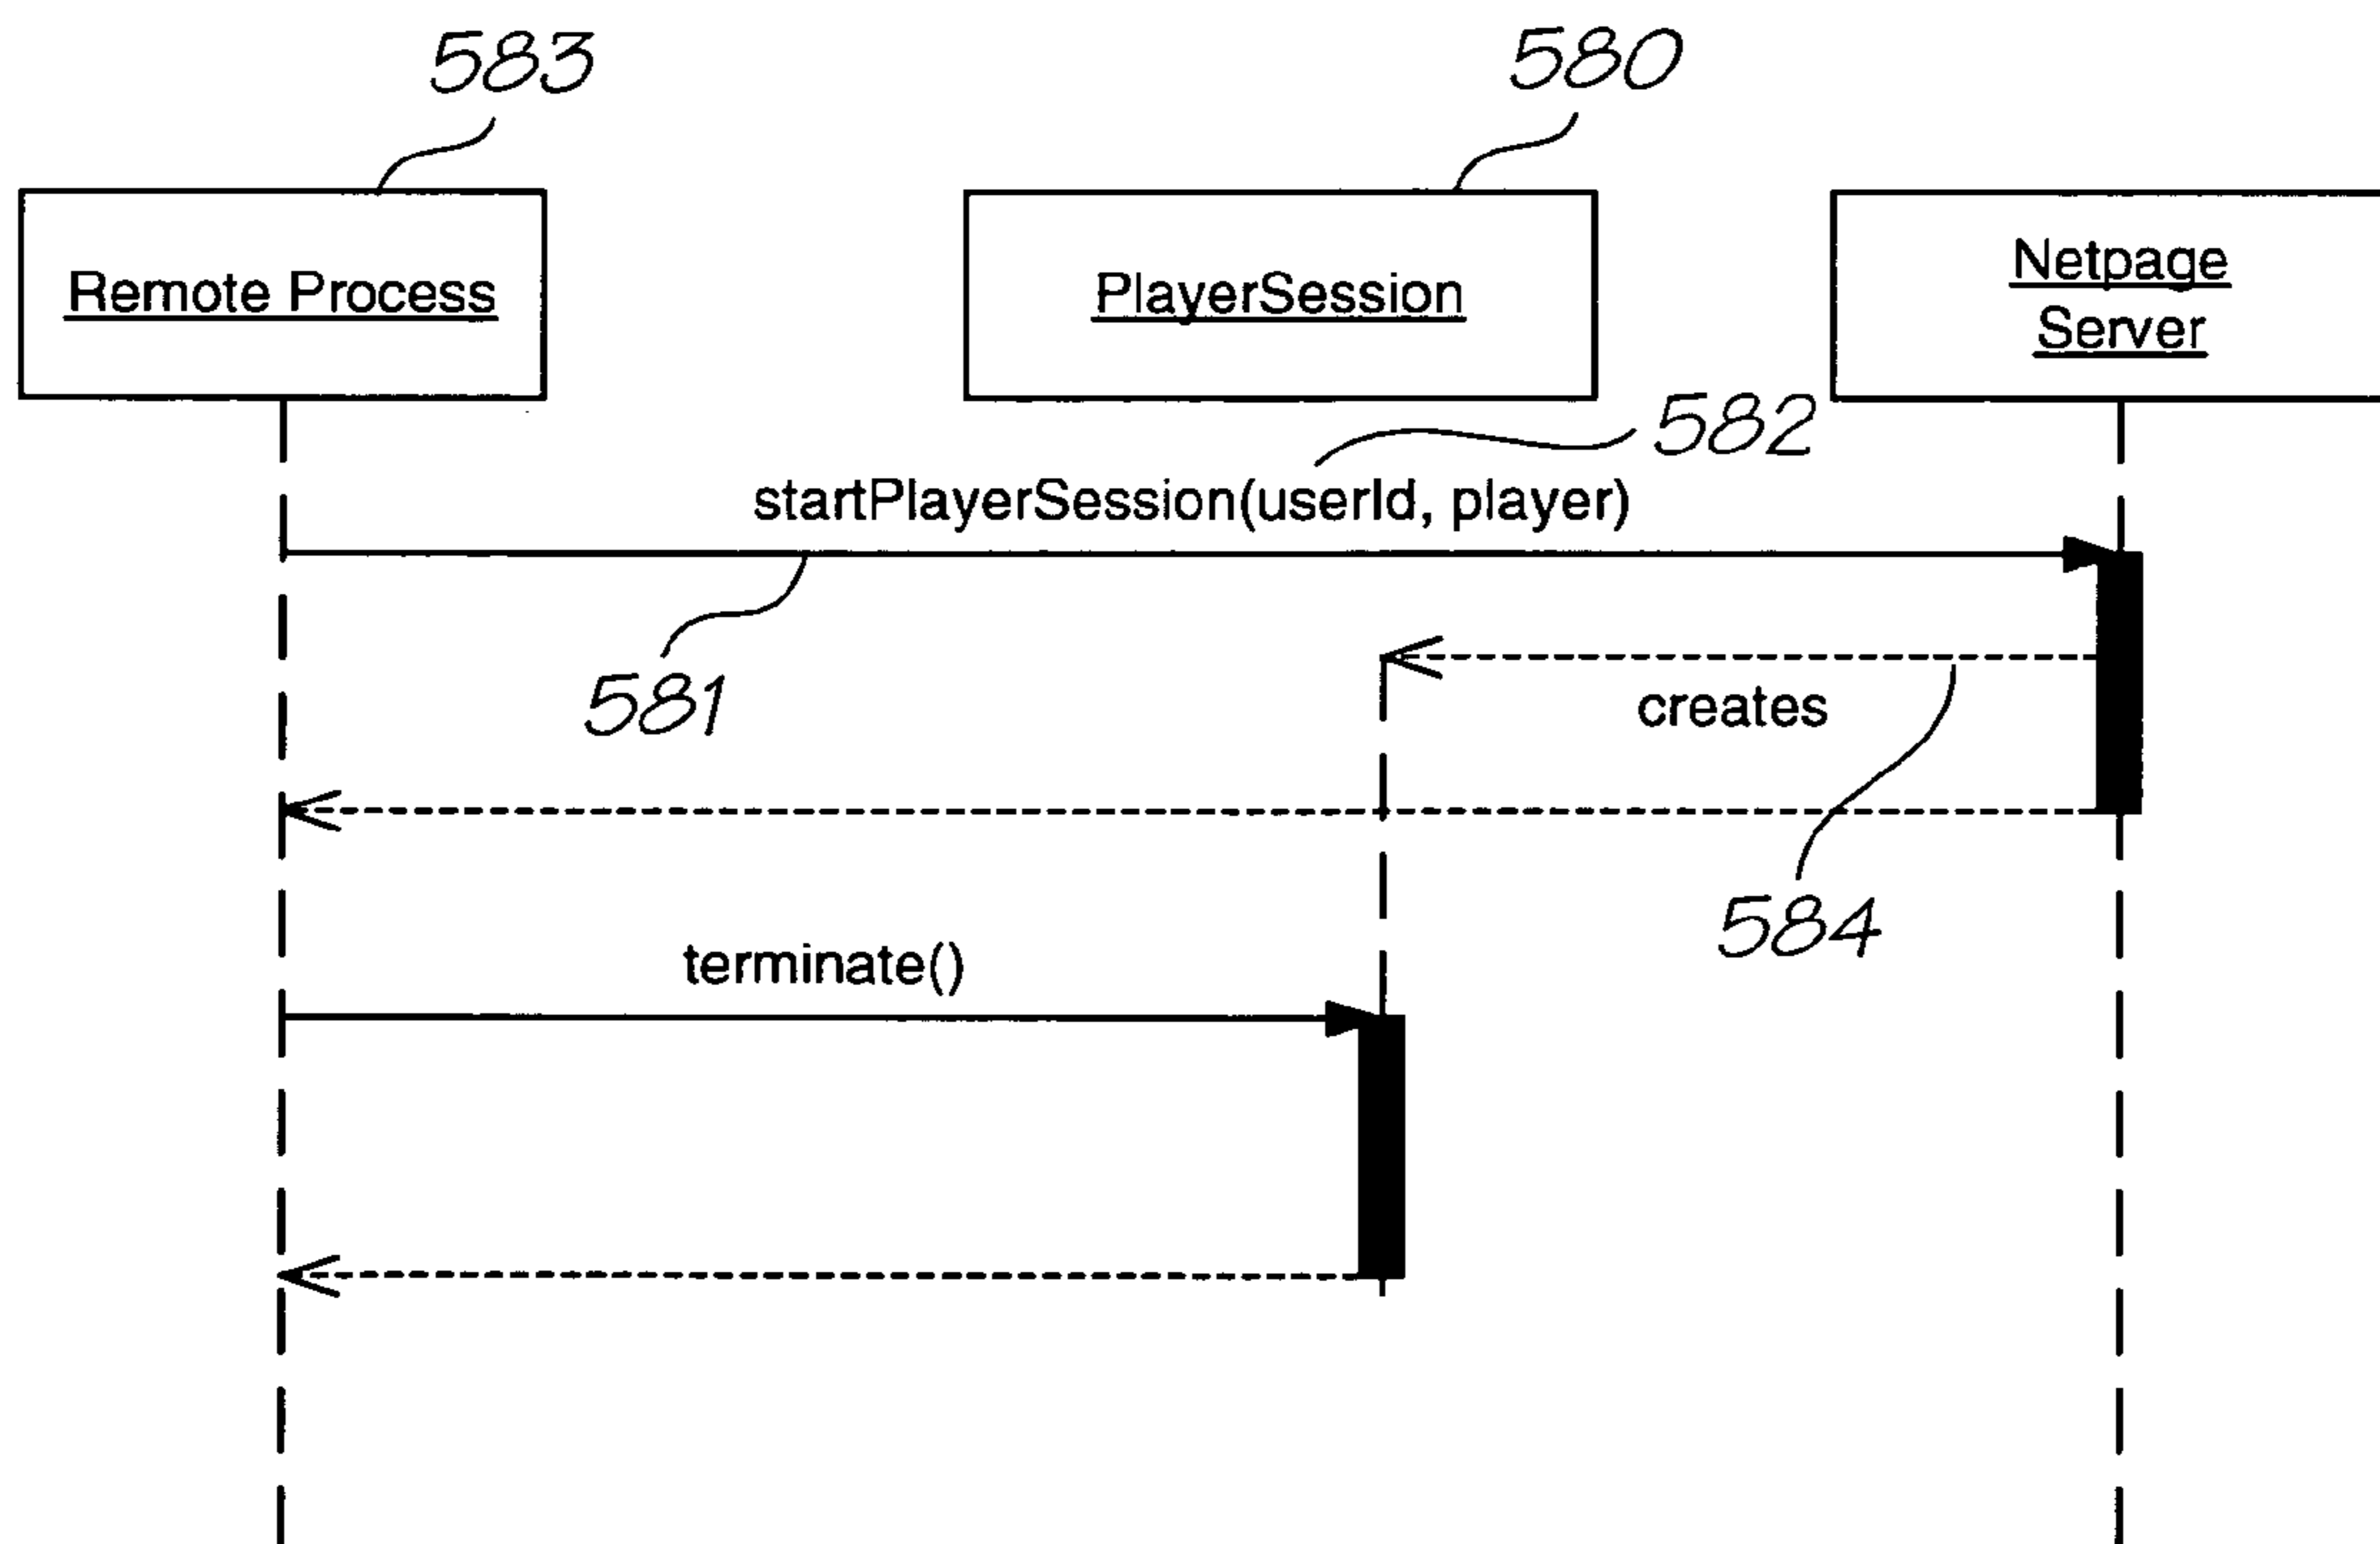 583
580
Remote Process
PlayerSession
Netpage
Server
582
startPlayerSession(userId, player)
581
creates
584
terminate()